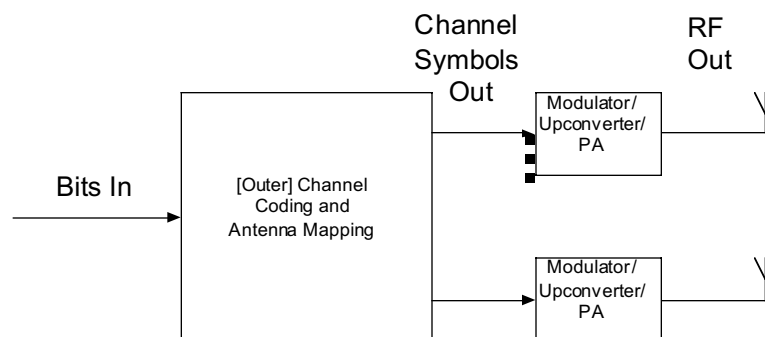 Channel
Symbols
Out
RF
Out
Modulator/
Upconverter/
PA
Bits In
[Outer] Channel
Coding and
Antenna Mapping
Modulator/
Upconverter/
PA